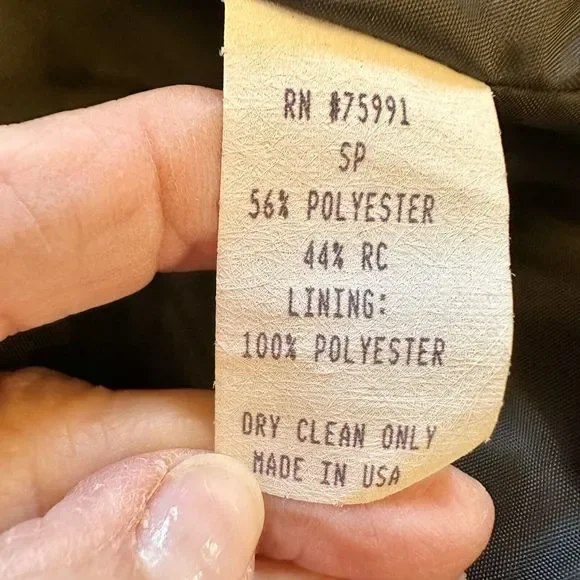 RN #75991
SP
56% POLYESTER
44% RC
LINING:
100% POLYESTER
DRY CLEAN ONLY
MADE IN USA